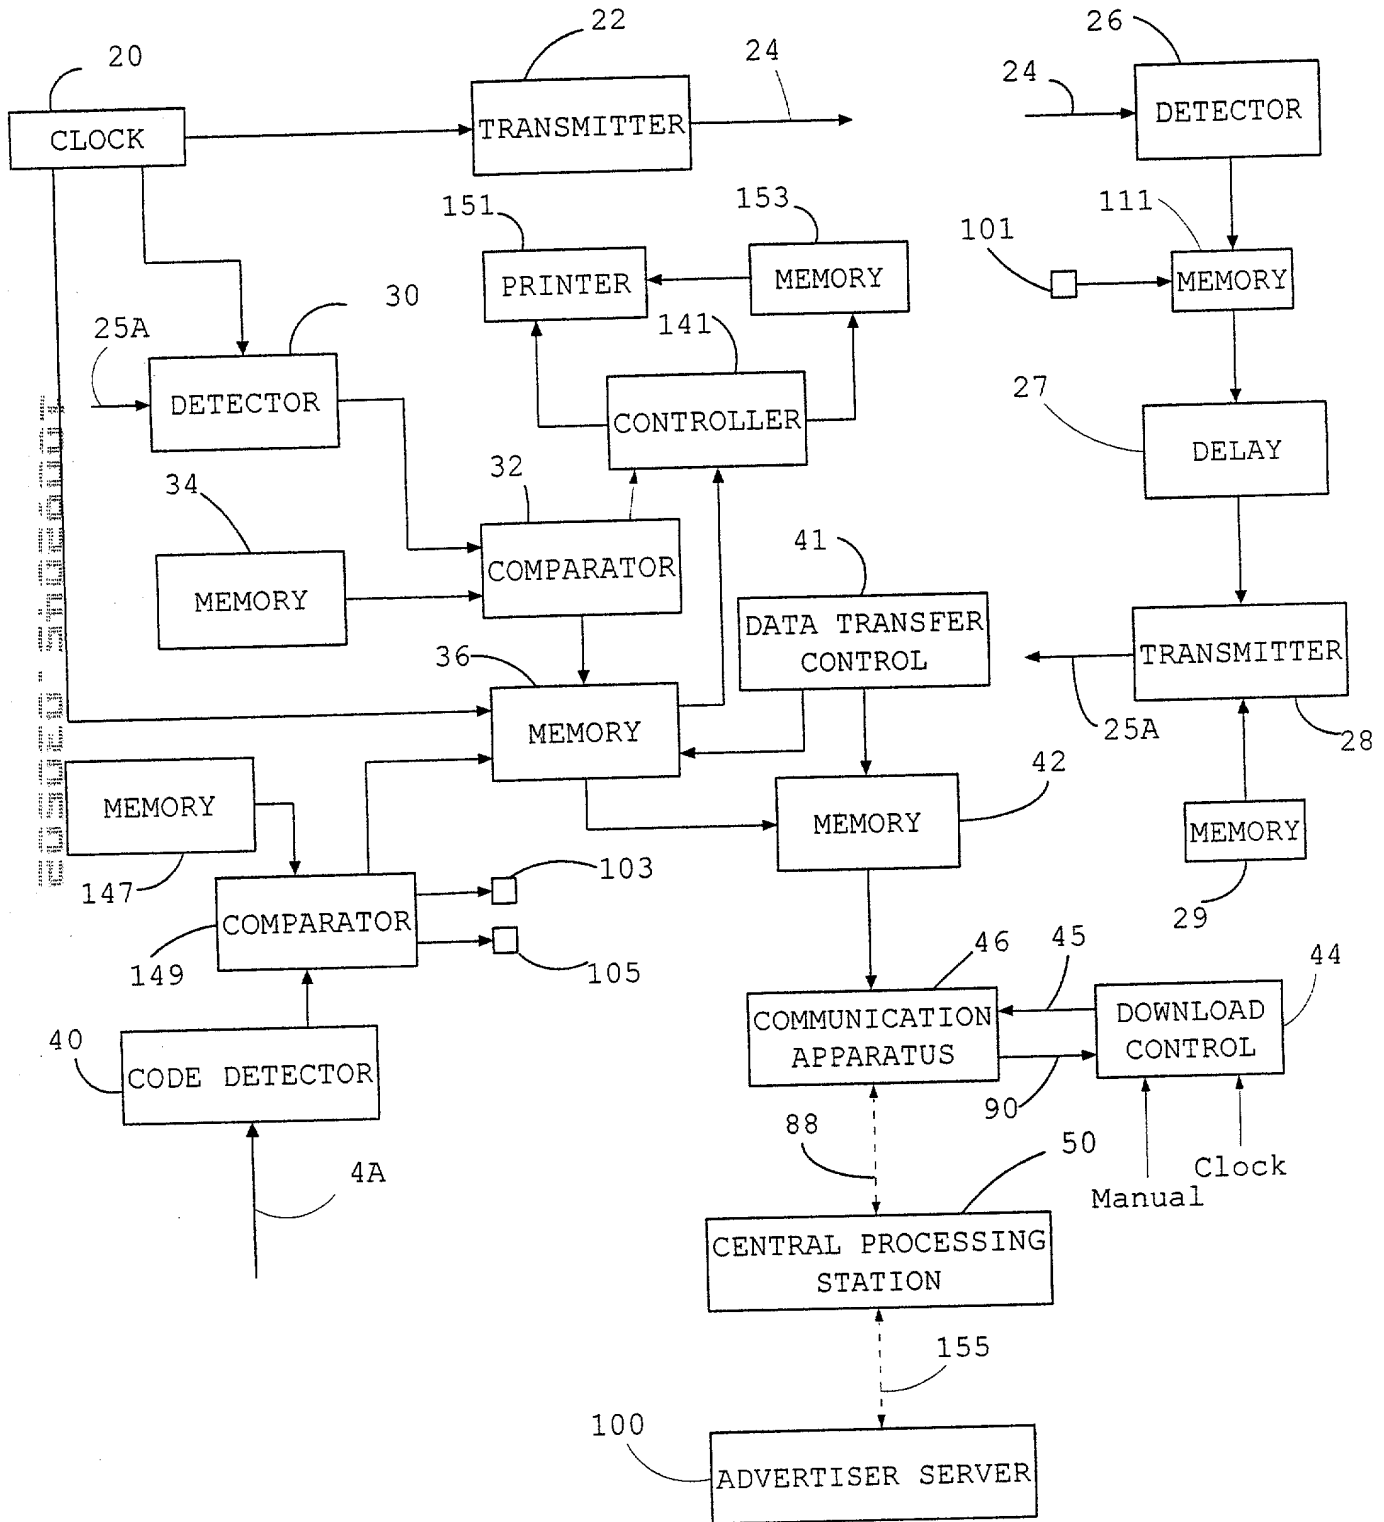 22
26
20
24
24
CLOCK
TRANSMITTER
DETECTOR
151
153
111
101
PRINTER
MEMORY
MEMORY
30
141
25A
27
DETECTOR
CONTROLLER
DELAY
32
34
41
COMPARATOR
MEMORY
DATA TRANSFER
CONTROL
TRANSMITTER
36
MEMORY
25A
28
42
MEMORY
MEMORY
MEMORY
147
103
29
COMPARATOR
149
105
46
45
44
COMMUNICATION
APPARATUS
DOWNLOAD
CONTROL
40
CODE DETECTOR
90
88
50
4A
Clock
Manual
CENTRAL PROCESSING
STATION
155
100
ADVERTISER SERVER